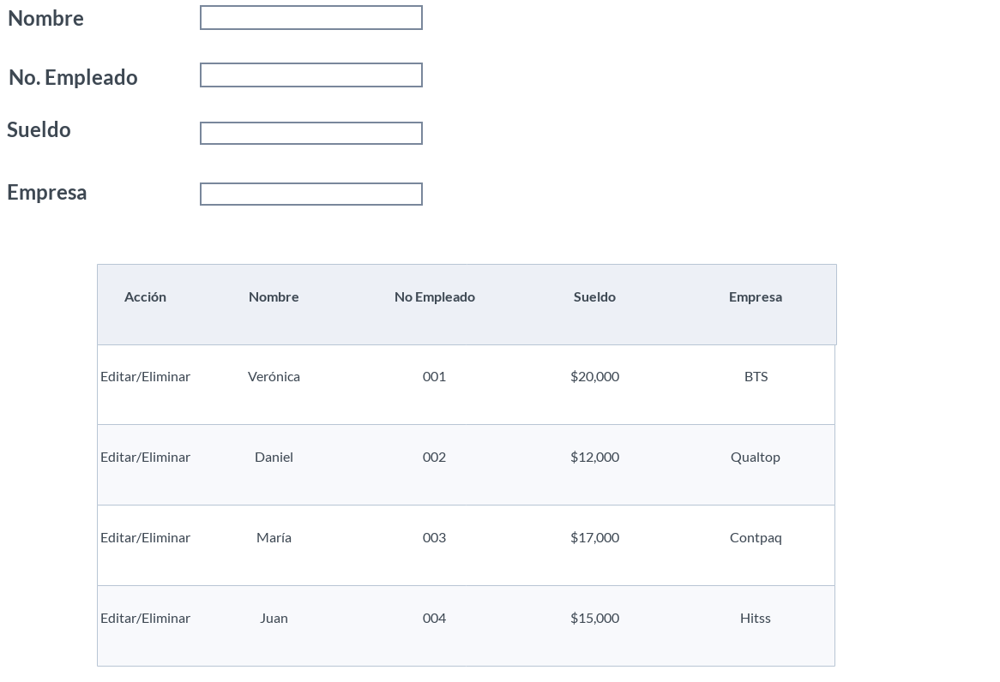 Nombre
No. Empleado
Sueldo
Empresa
Acción Nombre No Empleado Sueldo Empresa
Editar/Eliminar Verónica 001 $20,000 BTS
Editar/Eliminar Daniel 002 $12,000 Qualtop
Editar/Eliminar María 003 $17,000 Contpaq
Editar/Eliminar Juan 004 $15,000 Hitss